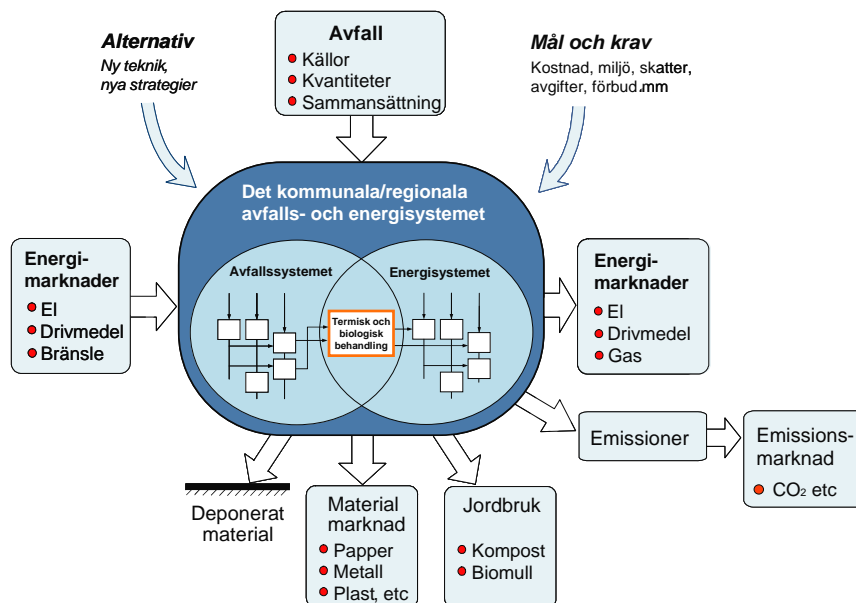 Alternativ
Ny teknik,
nya strategier
Avfall
Källor
Kvantiteter
Sammansättning
Mål och krav
Kostnad, miljö, skatter,
avgifter, förbud.mm
Det kommunala/regionala
avfalls- och energisystemet
Energi-
marknader
El
Drivmedel
Bränsle
Avfallssystemet
Energisystemet
Termisk och
biologisk
behandling
Energi-
marknader
El
Drivmedel
Gas
Emissioner
Emissions-
marknad
CO₂ etc
Deponerat
material
Material
marknad
Papper
Metall
Plast, etc
Jordbruk
Kompost
Biomull